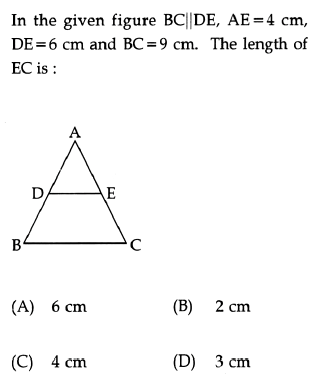 In the given figure BC||DE, AE=4 cm,
DE=6 cm and BC=9 cm. The length of
EC is :
A
D E
B C
(A) 6 cm (B) 2 cm
(C) 4 cm (D) 3 cm